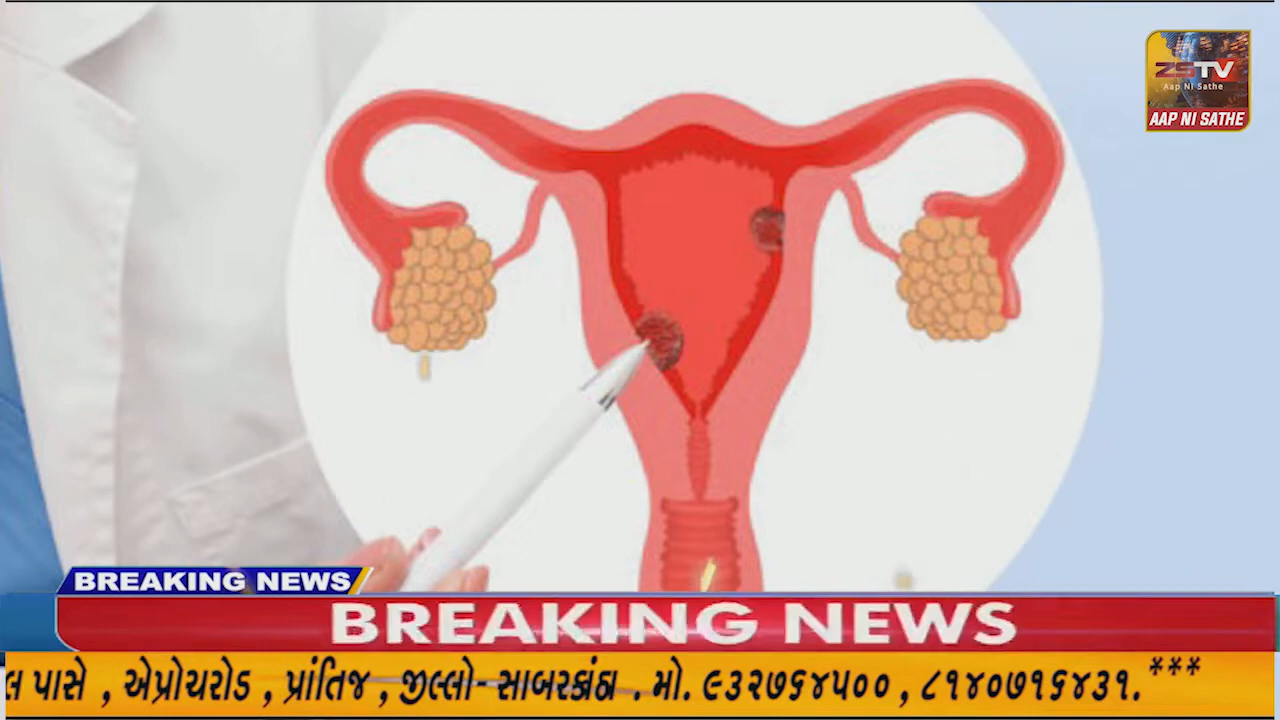 ZSTV
Aap Ni Sathe
AAP NI SATHE
BREAKING NEWS
BREAKING NEWS
લ પાસે , એપ્રોચરોડ , પ્રાંતિજ , જીલ્લો- સાબરકાંઠા . મો. ૯૩૨૭૬૪૫૦૦ , ૮૧૪૦૭૧૬૪૩૧. ***